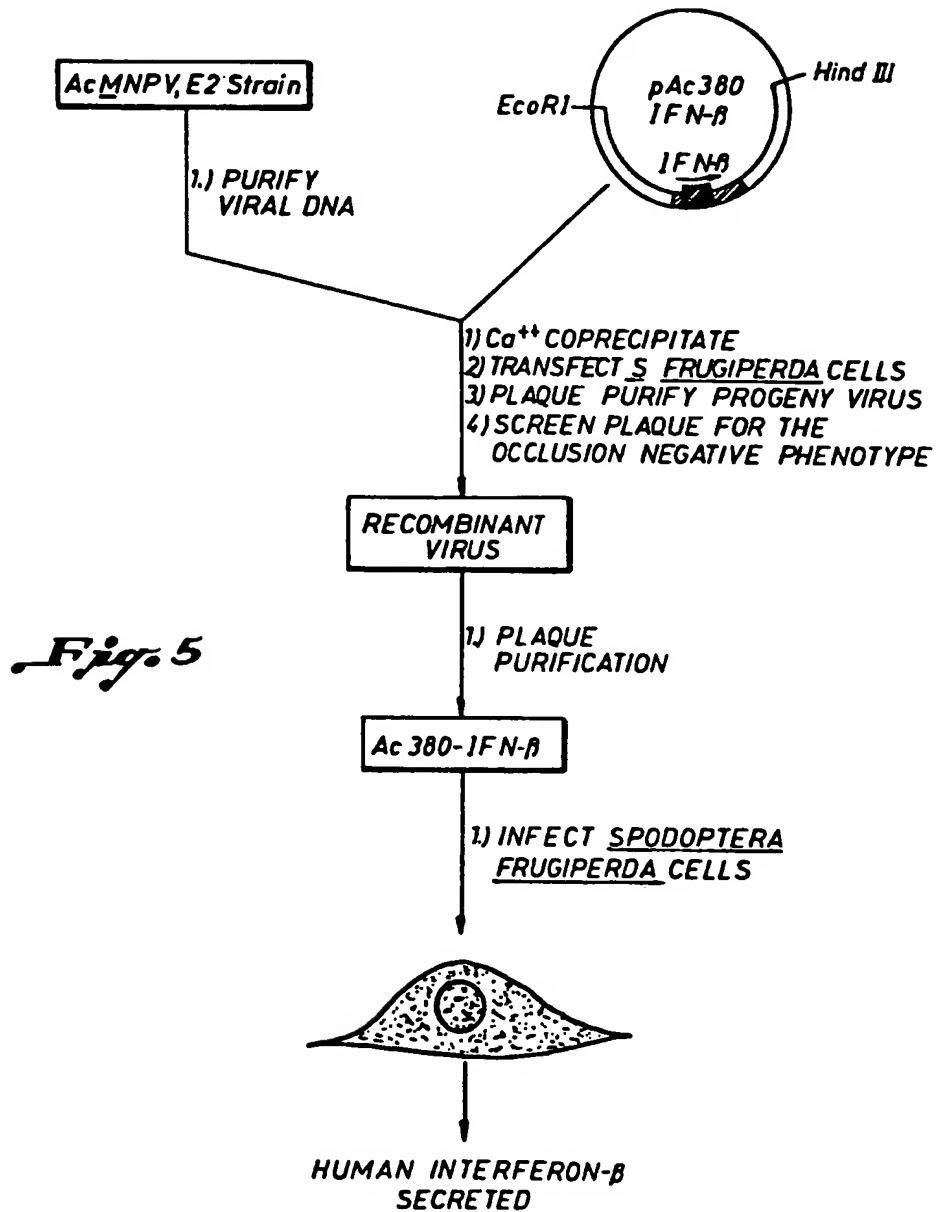 AcMNPV, E2 Strain
EcoR1
pAc380
IFN-β
Hind III
IFN-β
1.) PURIFY
VIRAL DNA
1) Ca++ COPRECIPITATE
2) TRANSFECT S FRUGIPERDA CELLS
3) PLAQUE PURIFY PROGENY VIRUS
4) SCREEN PLAQUE FOR THE
OCCLUSION NEGATIVE PHENOTYPE
RECOMBINANT
VIRUS
Fig. 5
1.) PLAQUE
PURIFICATION
Ac 380-IFN-β
1.) INFECT SPODOPTERA
FRUGIPERDA CELLS
HUMAN INTERFERON-β
SECRETED